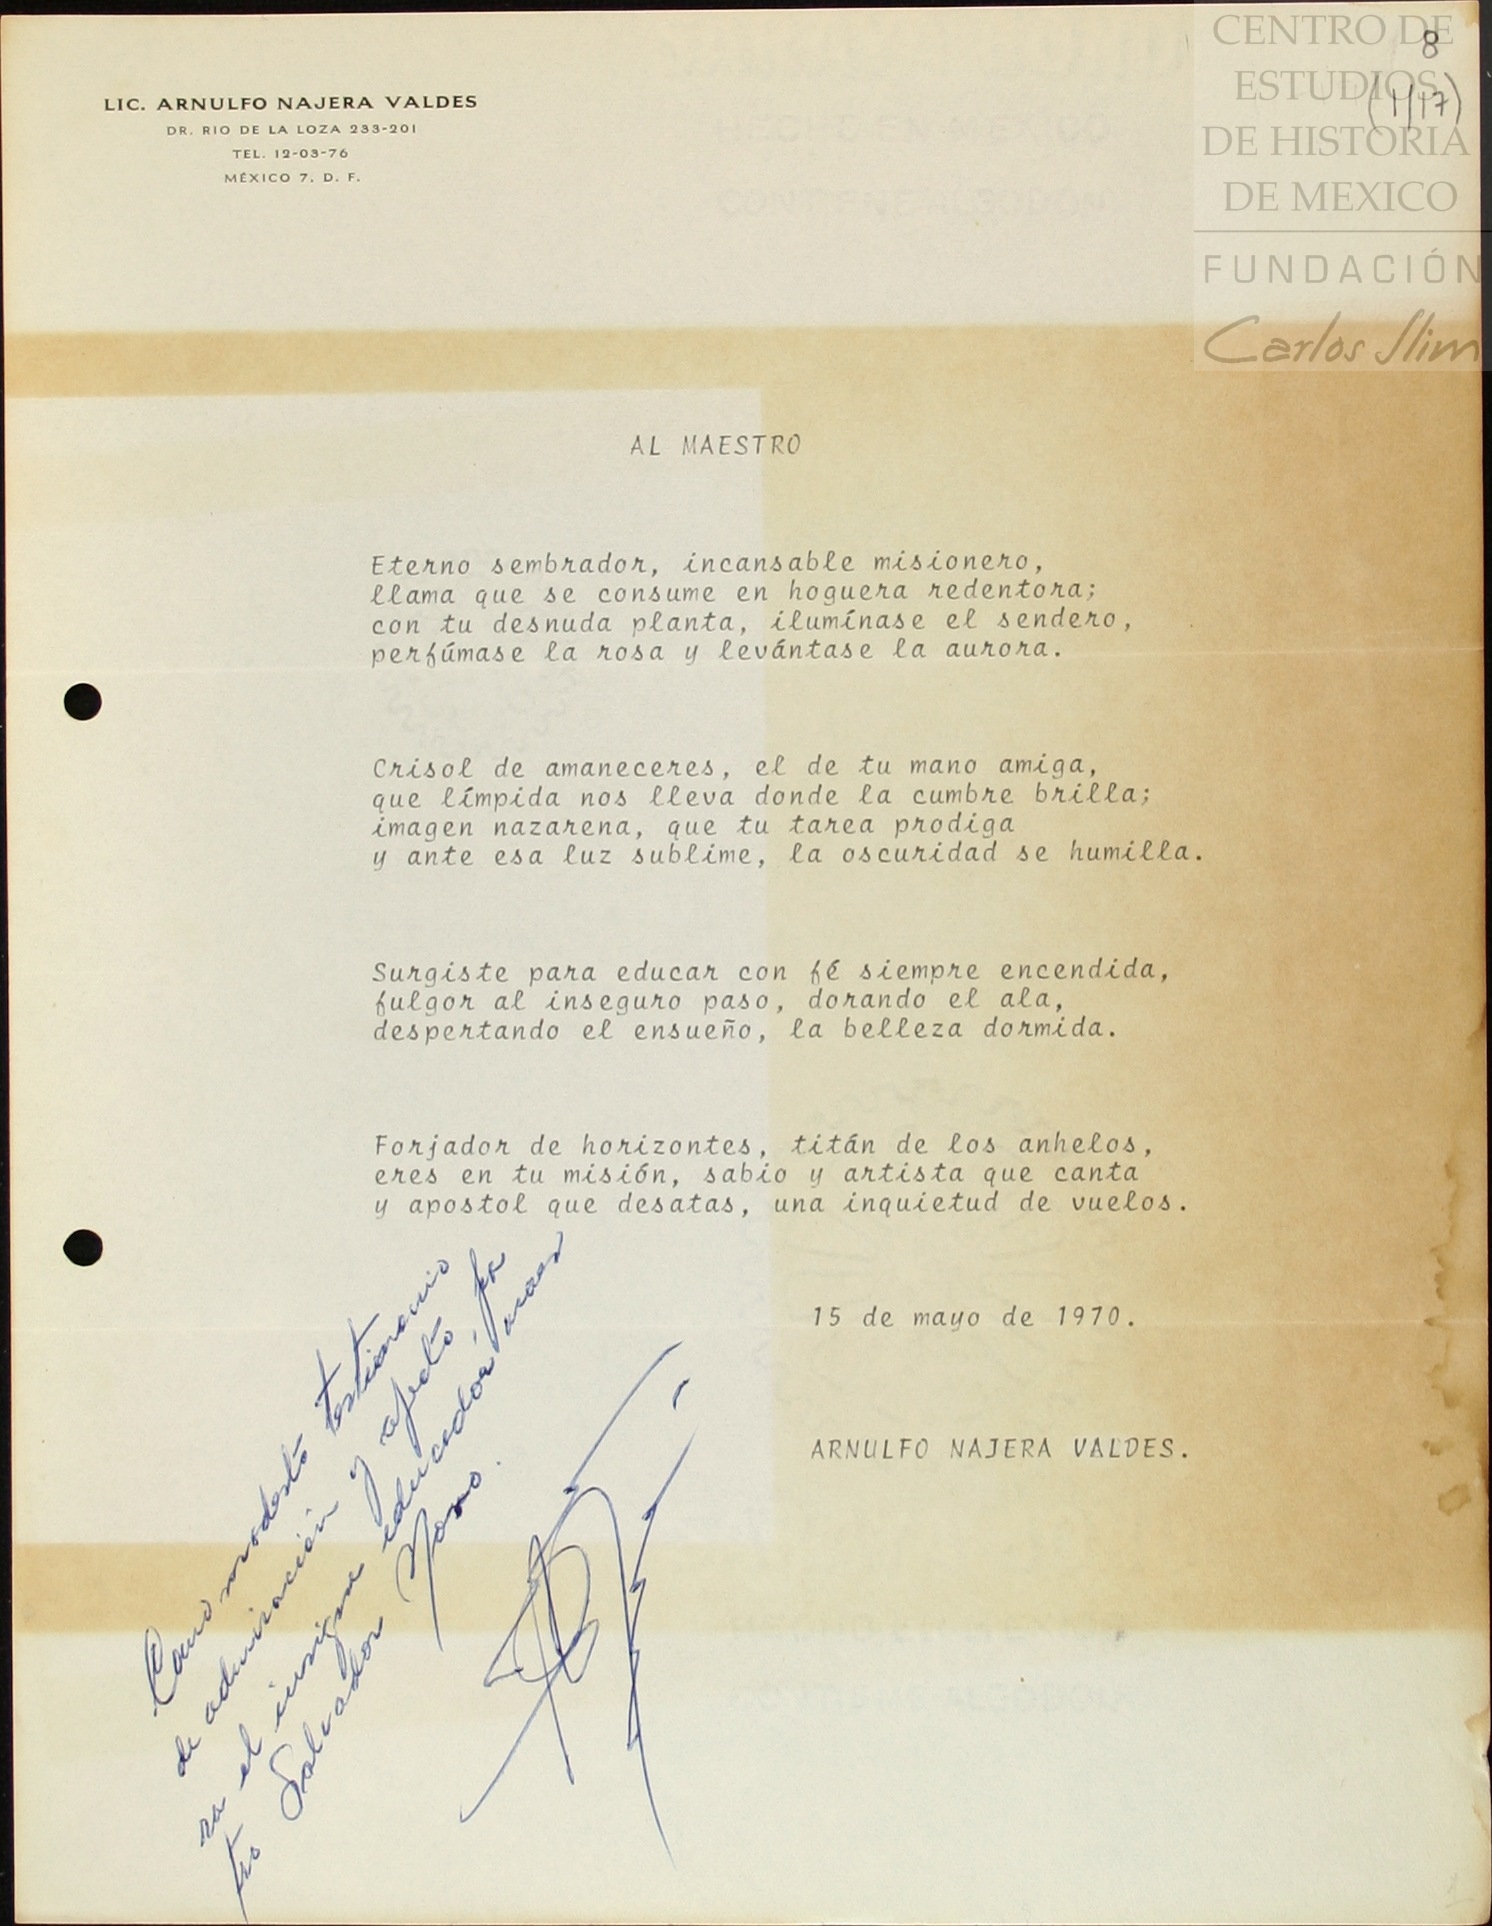 LIC. ARNULFO NAJERA VALDES
DR. RIO DE LA LOZA 233-201
TEL. 12-03-76
MÉXICO 7, D. F.
CENTRO DE
ESTUDIOS
DE HISTORIA
DE MEXICO
FUNDACIÓN
Carlos Slim
8
(1/17)
AL MAESTRO
Eterno sembrador, incansable misionero,
llama que se consume en hoguera redentora;
con tu desnuda planta, ilumínase el sendero,
perfúmase la rosa y levántase la aurora.
Crisol de amaneceres, el de tu mano amiga,
que límpida nos lleva donde la cumbre brilla;
imagen nazarena, que tu tarea prodiga
y ante esa luz sublime, la oscuridad se humilla.
Surgiste para educar con fé siempre encendida,
fulgor al inseguro paso, dorando el ala,
despertando el ensueño, la belleza dormida.
Forjador de horizontes, titán de los anhelos,
eres en tu misión, sabio y artista que canta
y apostol que desatas, una inquietud de vuelos.
15 de mayo de 1970.
ARNULFO NAJERA VALDES.
Como modesto testimonio
de admiración y afecto, pa
ra el insigne educador maes
tro Salvador Novo.